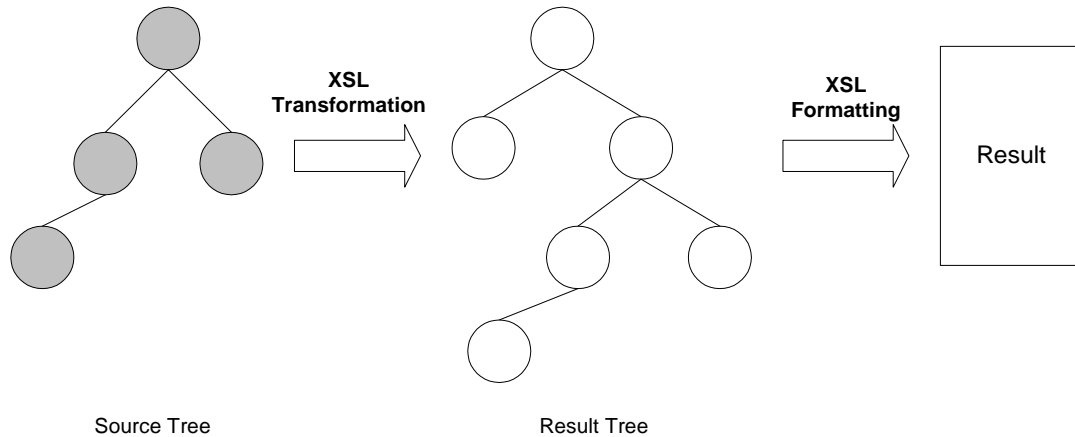 XSL
Transformation
XSL
Formatting
Result
Source Tree
Result Tree